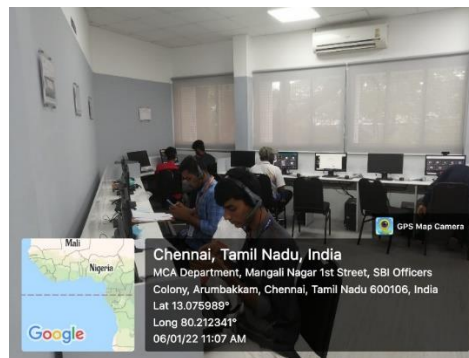 GPS Map Camera
Mali
Nigeria
Google
Chennai, Tamil Nadu, India
MCA Department, Mangali Nagar 1st Street, SBI Officers
Colony, Arumbakkam, Chennai, Tamil Nadu 600106, India
Lat 13.075989°
Long 80.212341°
06/01/22 11:07 AM